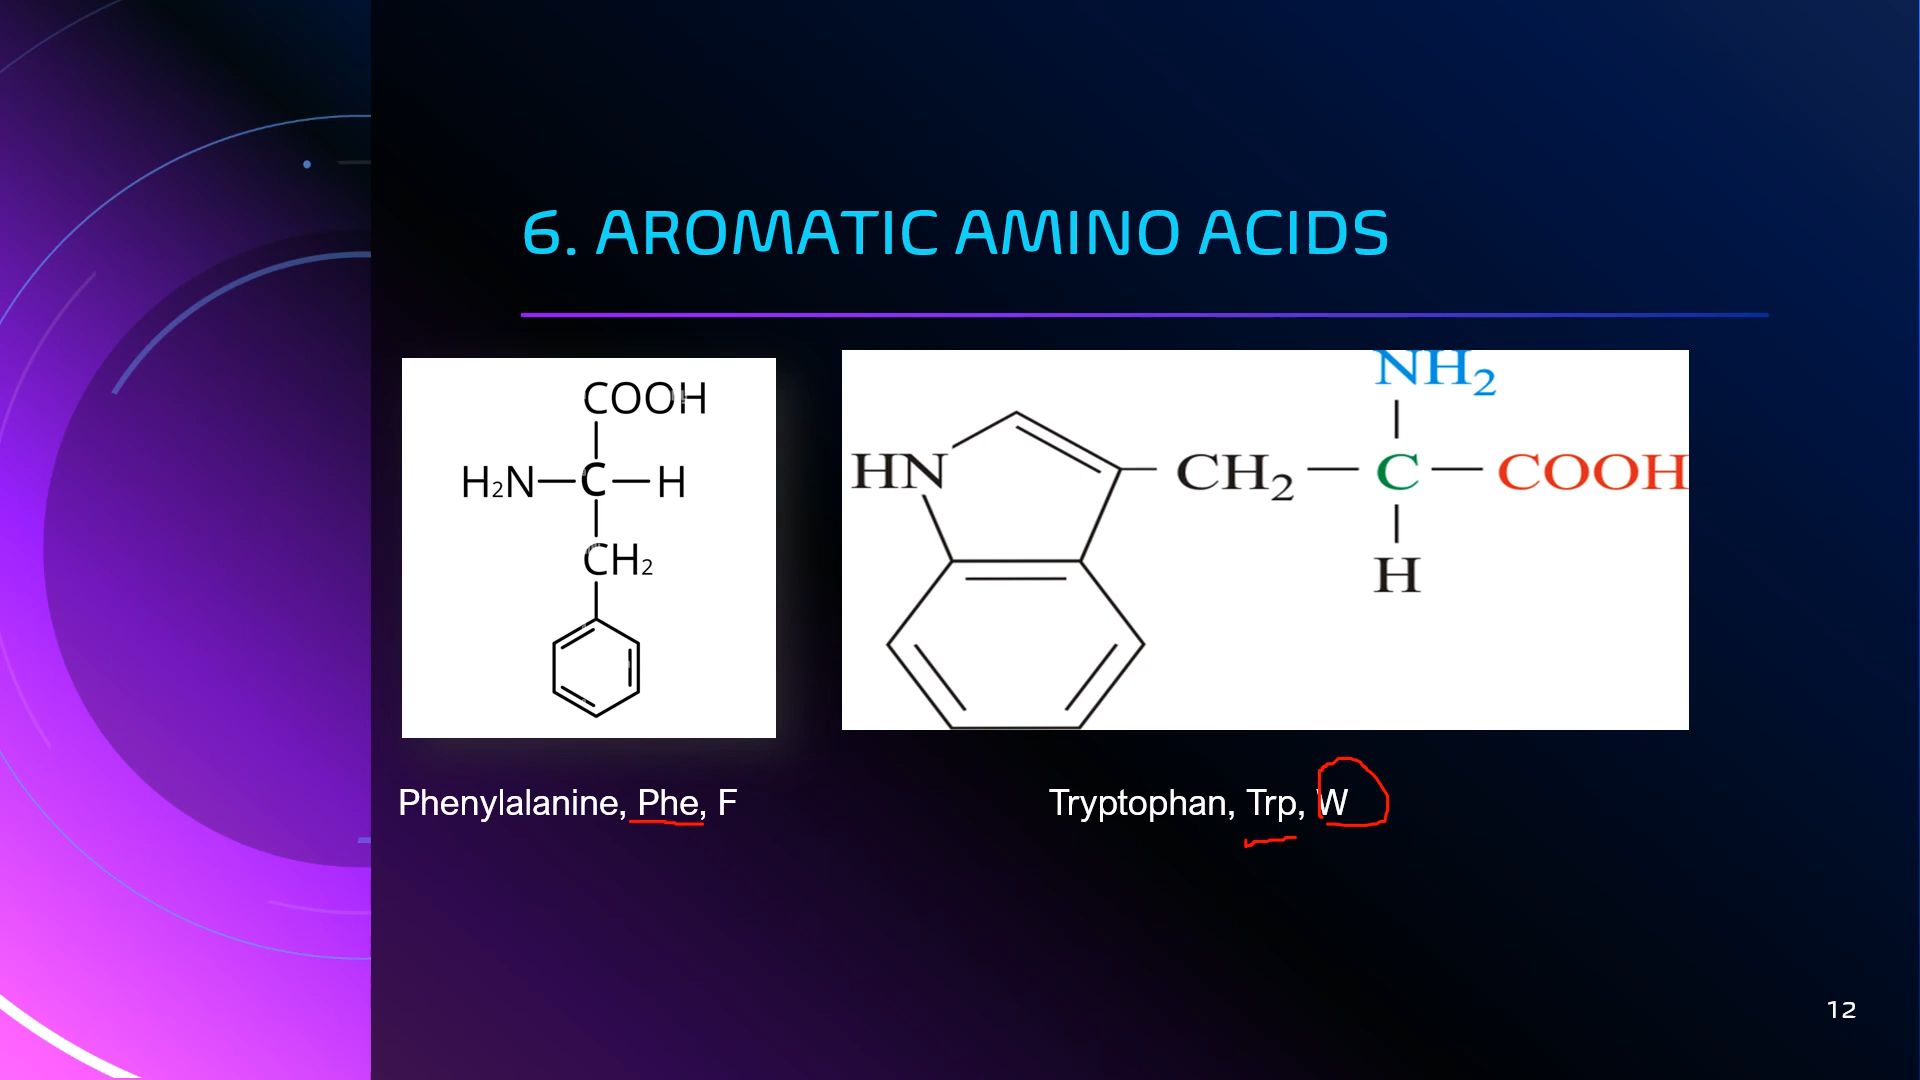 6. AROMATIC AMINO ACIDS
COOH
H₂N—C—H
CH₂
NH₂
HN
CH₂—C—COOH
H
Phenylalanine, Phe, F
Tryptophan, Trp, W
12